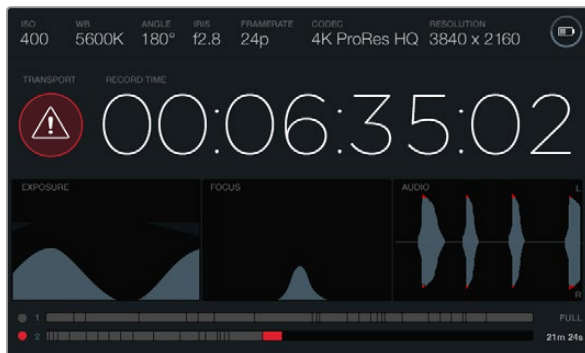 ISO WB ANGLE IRIS FRAMERATE CODEC RESOLUTION
400 5600K 180° f2.8 24p 4K ProRes HQ 3840 x 2160
TRANSPORT RECORD TIME
00:06:35:02
EXPOSURE FOCUS AUDIO L
R
1 FULL
2 21m 24s